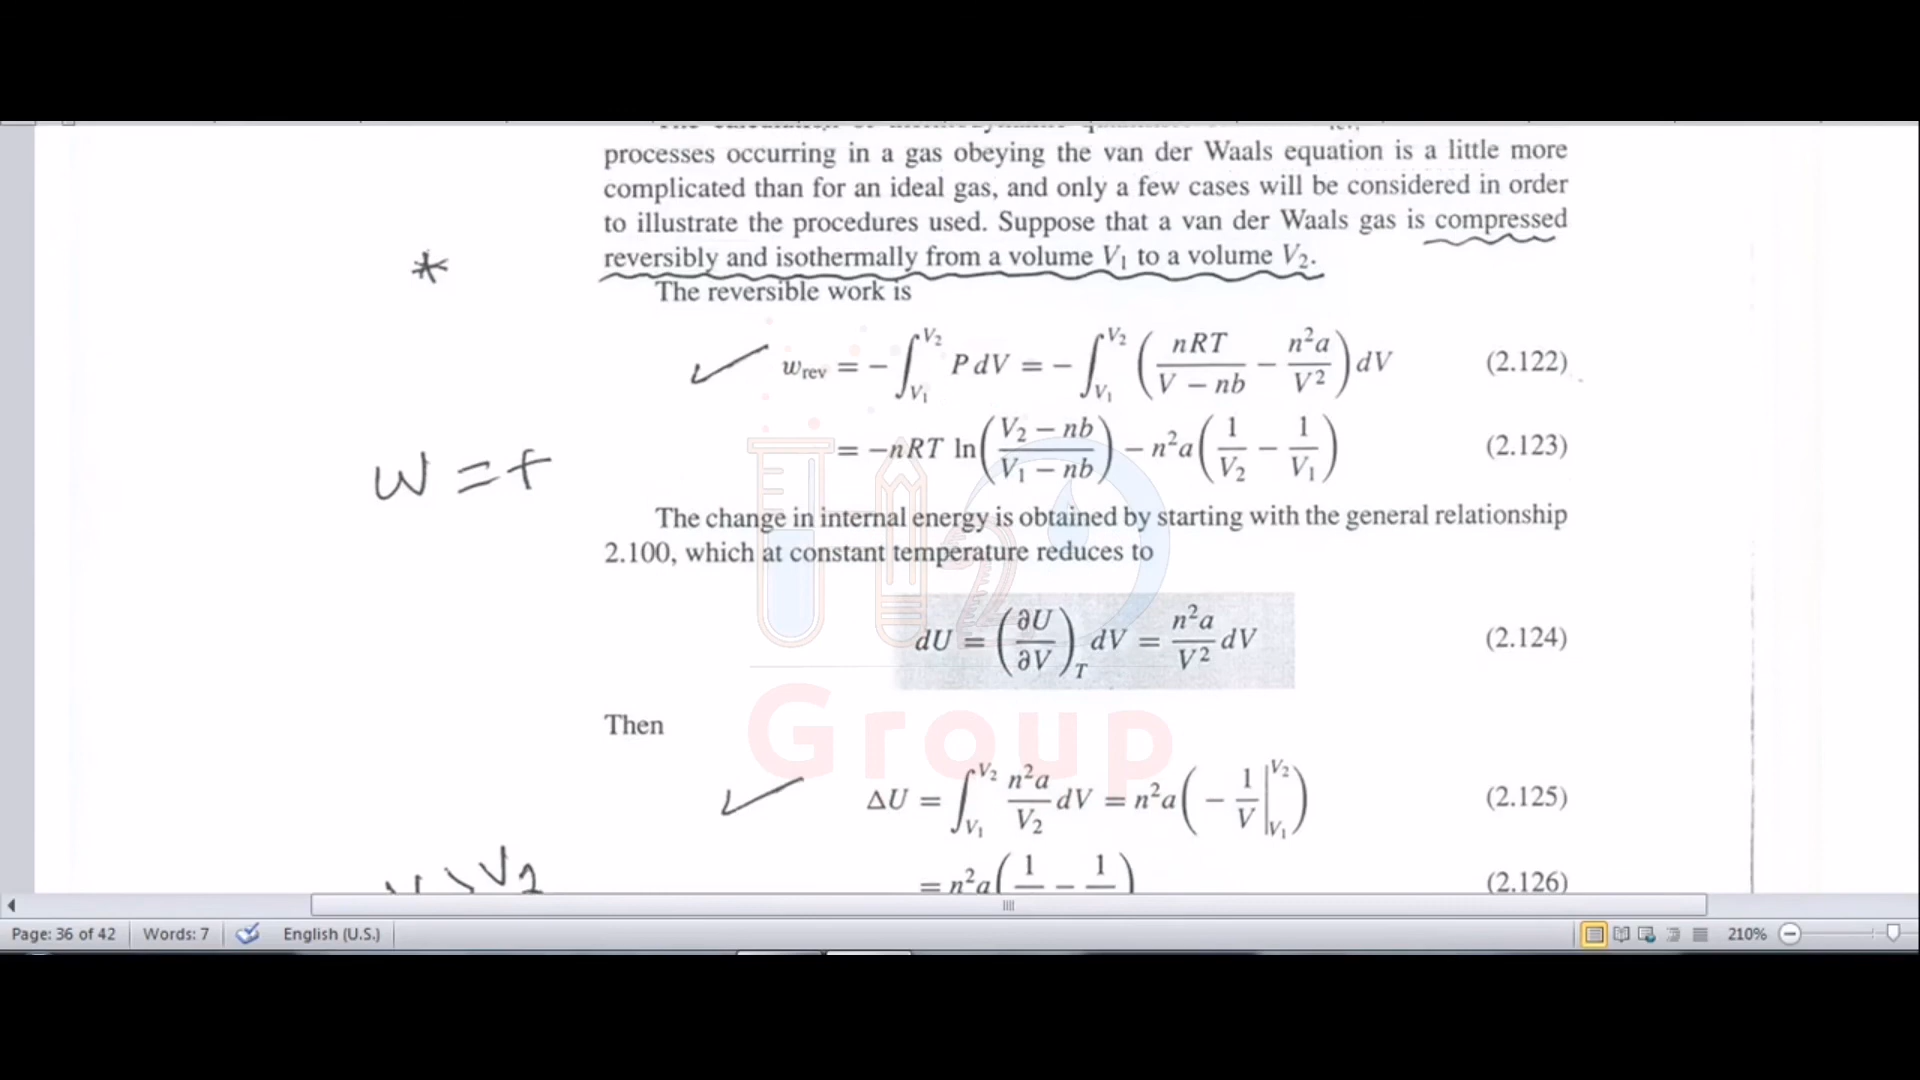 processes occurring in a gas obeying the van der Waals equation is a little more
complicated than for an ideal gas, and only a few cases will be considered in order
to illustrate the procedures used. Suppose that a van der Waals gas is compressed
*
reversibly and isothermally from a volume V₁ to a volume V₂.
The reversible work is
w_rev = −∫_{V₁}^{V₂} P dV = −∫_{V₁}^{V₂} (nRT/(V − nb) − n²a/V²) dV (2.122)
= −nRT ln((V₂ − nb)/(V₁ − nb)) − n²a(1/V₂ − 1/V₁) (2.123)
w = +
The change in internal energy is obtained by starting with the general relationship
2.100, which at constant temperature reduces to
dU = (∂U/∂V)_T dV = n²a/V² dV (2.124)
H2O
Group
Then
ΔU = ∫_{V₁}^{V₂} n²a/V₂ dV = n²a(−1/V |_{V₁}^{V₂}) (2.125)
V₂
= n²a(1/ − 1/) (2.126)
Page: 36 of 42 Words: 7 English (U.S.) 210%